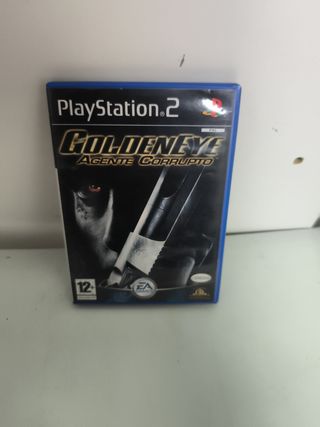 PlayStation®2
GOLDENEYE
AGENTE CORRUPTO
12+
EA